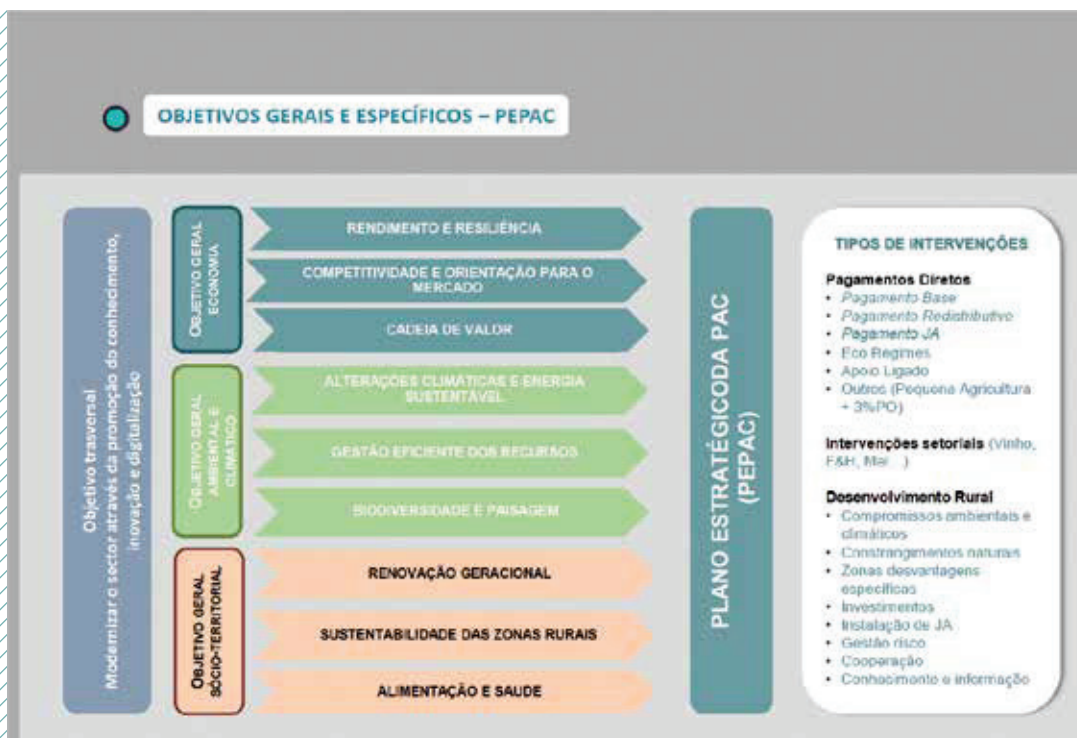 OBJETIVOS GERAIS E ESPECÍFICOS – PEPAC
Objetivo trasversal
Modernizar o sector através da promoção do conhecimento,
inovação e digitalização
OBJETIVO GERAL
ECONOMIA
RENDIMENTO E RESILIÊNCIA
COMPETITIVIDADE E ORIENTAÇÃO PARA O
MERCADO
CADEIA DE VALOR
OBJETIVO GERAL
AMBIENTAL E
CLIMÁTICO
ALTERAÇÕES CLIMÁTICAS E ENERGIA
SUSTENTÁVEL
GESTÃO EFICIENTE DOS RECURSOS
BIODIVERSIDADE E PAISAGEM
OBJETIVO GERAL
SÓCIO-TERRITORIAL
RENOVAÇÃO GERACIONAL
SUSTENTABILIDADE DAS ZONAS RURAIS
ALIMENTAÇÃO E SAUDE
PLANO ESTRATÉGICODA PAC
(PEPAC)
TIPOS DE INTERVENÇÕES
Pagamentos Diretos
• Pagamento Base
• Pagamento Redistributivo
• Pagamento JA
• Eco Regimes
• Apoio Ligado
• Outros (Pequena Agricultura
+ 3%PO)
Intervenções setoriais (Vinho,
F&H, Mel...)
Desenvolvimento Rural
• Compromissos ambientais e
climáticos
• Constrangimentos naturais
• Zonas desvantagens
específicas
• Investimentos
• Instalação de JA
• Gestão risco
• Cooperação
• Conhecimento e informação